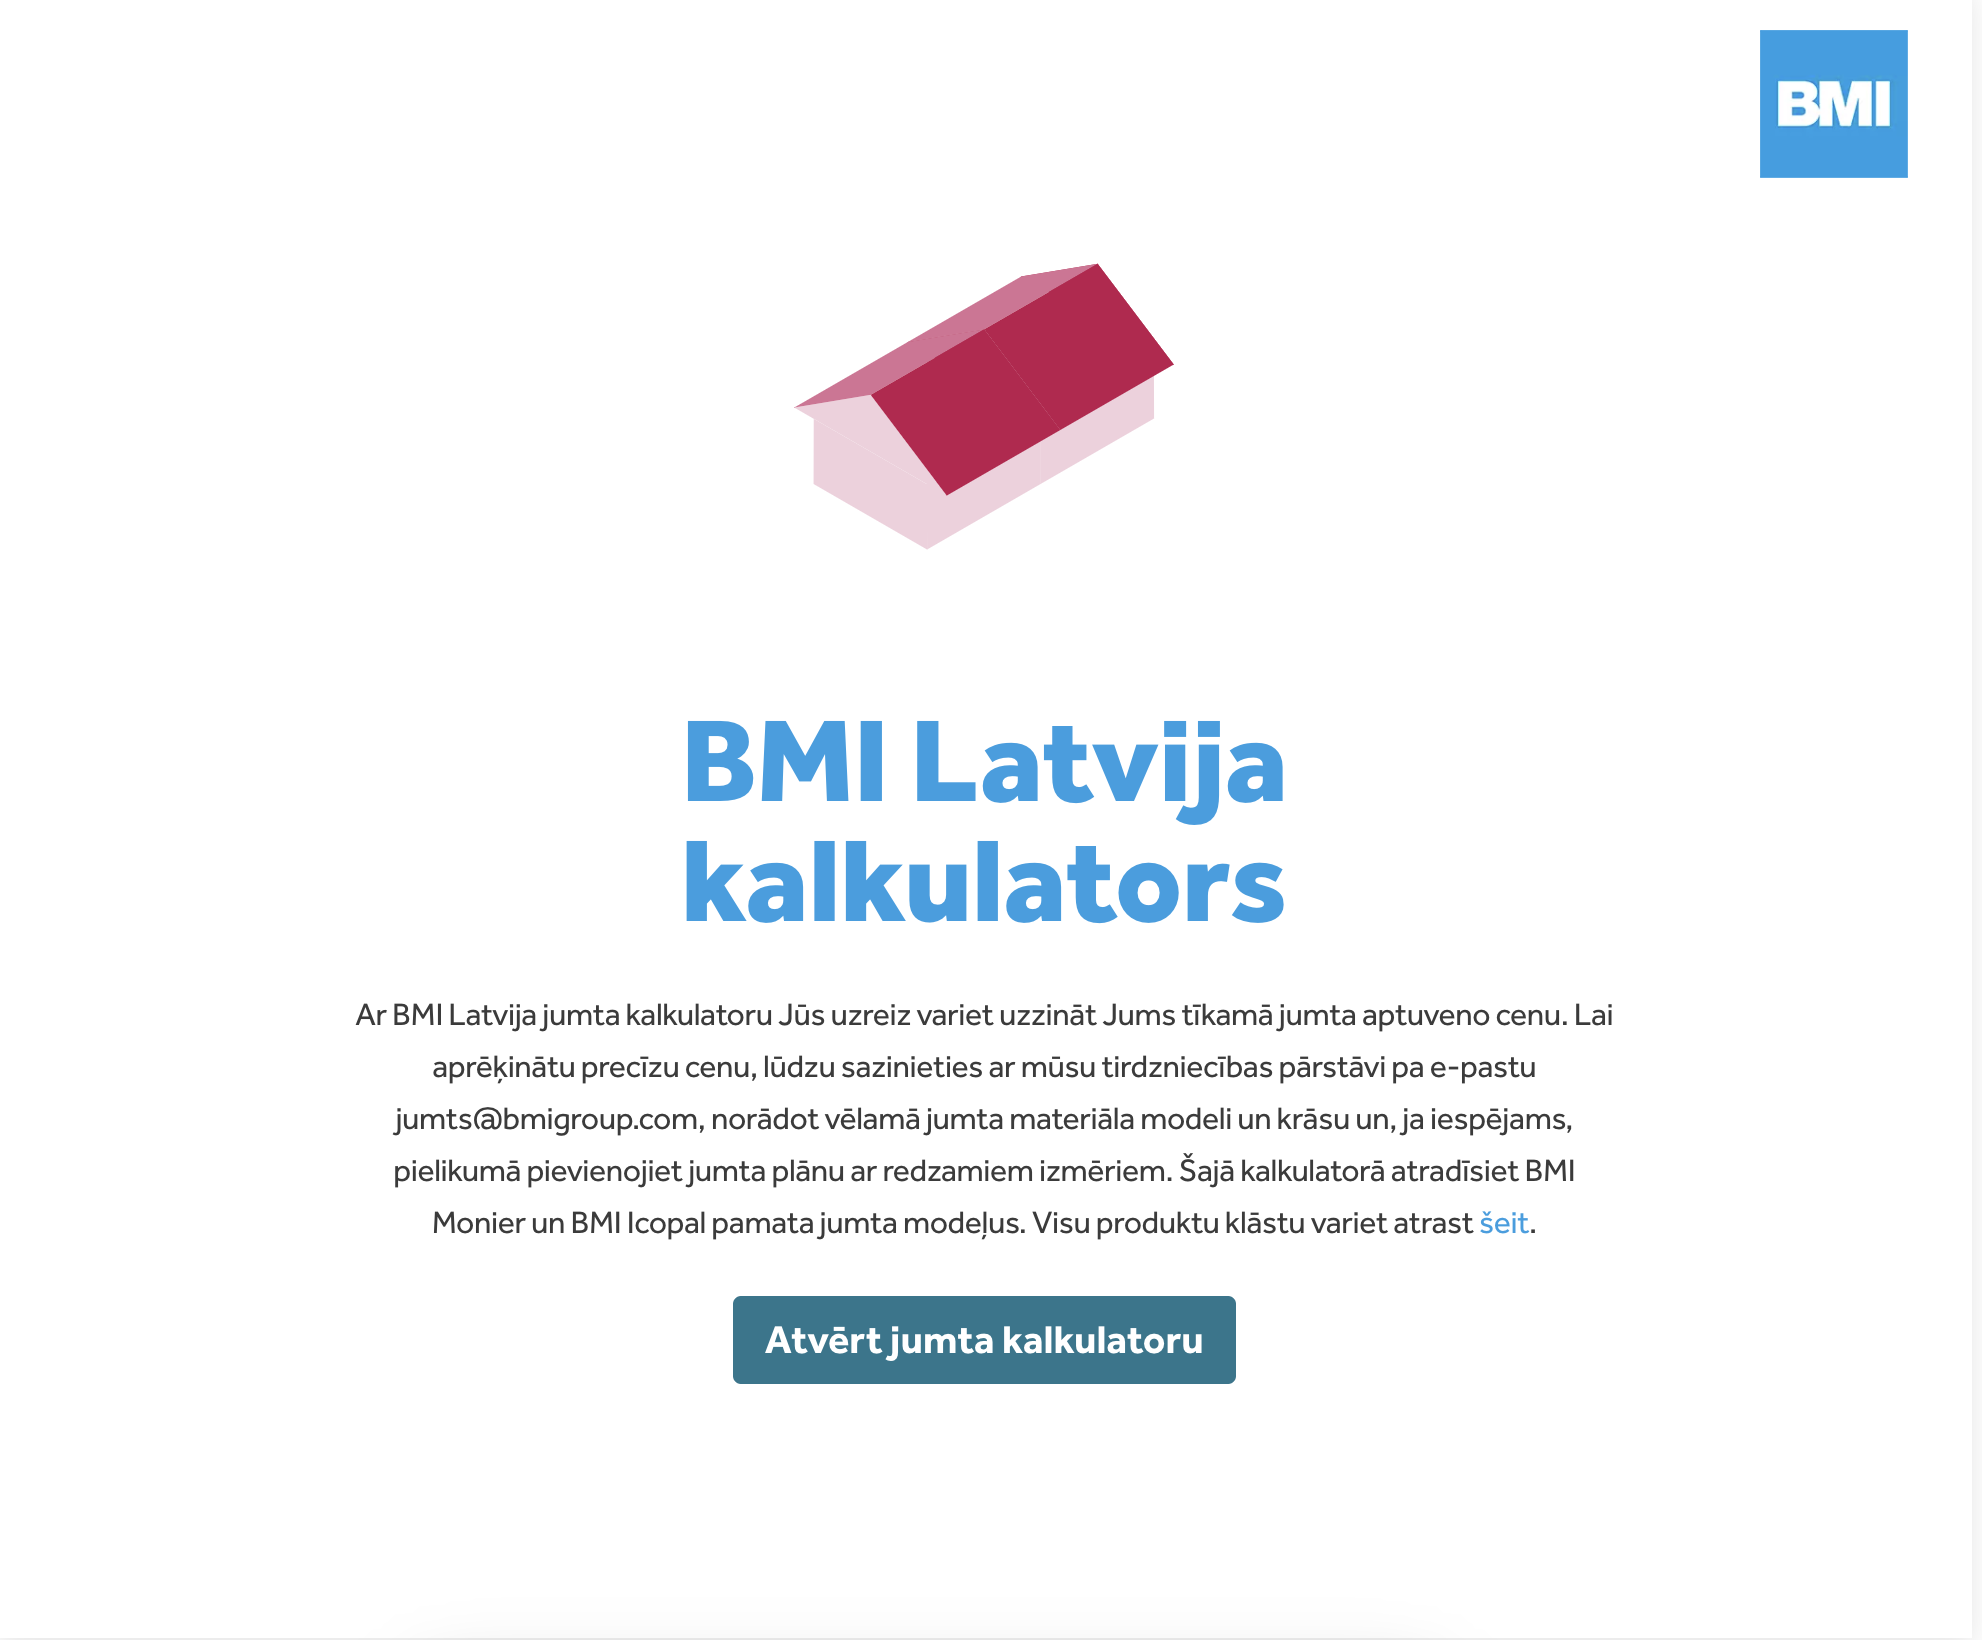 BMI
BMI Latvija
kalkulators
Ar BMI Latvija jumta kalkulatoru Jūs uzreiz variet uzzināt Jums tīkamā jumta aptuveno cenu. Lai
aprēķinātu precīzu cenu, lūdzu sazinieties ar mūsu tirdzniecības pārstāvi pa e-pastu
jumts@bmigroup.com, norādot vēlamā jumta materiāla modeli un krāsu un, ja iespējams,
pielikumā pievienojiet jumta plānu ar redzamiem izmēriem. Šajā kalkulatorā atradīsiet BMI
Monier un BMI Icopal pamata jumta modeļus. Visu produktu klāstu variet atrast šeit.
Atvērt jumta kalkulatoru